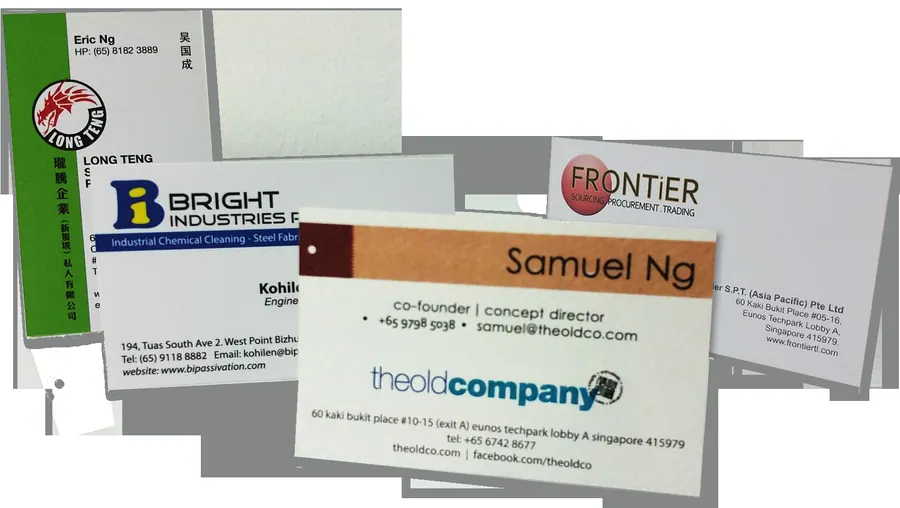 Eric Ng
HP: (65) 8182 3889
吴国成
LONG TENG
瓏騰企業(新加坡)私人有限公司
LONG TENG
S
P
BI BRIGHT
INDUSTRIES P
Industrial Chemical Cleaning - Steel Fabri
Kohilen
Engine
194, Tuas South Ave 2. West Point Bizhu
Tel: (65) 9118 8882 Email: kohilen@bip
website: www.bipassivation.com
Samuel Ng
co-founder | concept director
• +65 9798 5038 • samuel@theoldco.com
theoldcompany
60 kaki bukit place #10-15 (exit A) eunos techpark lobby A singapore 415979
tel: +65 6742 8677
theoldco.com | facebook.com/theoldco
FRONTiER
SOURCING.PROCUREMENT.TRADING
er S.P.T. (Asia Pacific) Pte Ltd
60 Kaki Bukit Place #05-16.
Eunos Techpark Lobby A.
Singapore 415979.
www.frontiertl.com